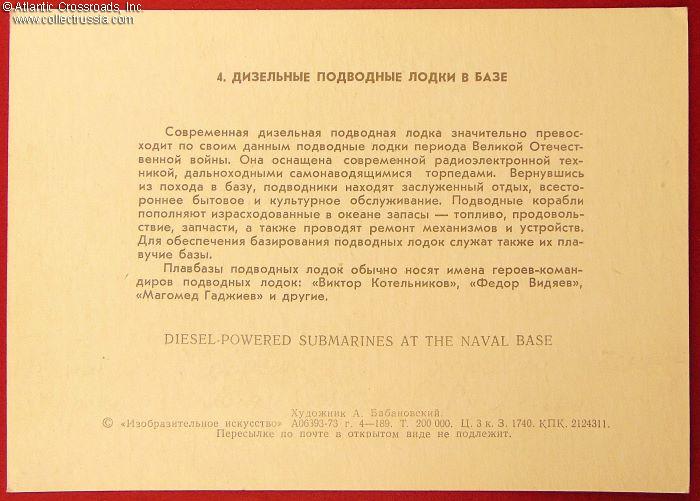 © Atlantic Crossroads, Inc
www.collectrussia.com
4. ДИЗЕЛЬНЫЕ ПОДВОДНЫЕ ЛОДКИ В БАЗЕ
Современная дизельная подводная лодка значительно превос-
ходит по своим данным подводные лодки периода Великой Отечест-
венной войны. Она оснащена современной радиоэлектронной тех-
никой, дальноходными самонаводящимися торпедами. Вернувшись
из похода в базу, подводники находят заслуженный отдых, всесто-
роннее бытовое и культурное обслуживание. Подводные корабли
пополняют израсходованные в океане запасы — топливо, продоволь-
ствие, запчасти, а также проводят ремонт механизмов и устройств.
Для обеспечения базирования подводных лодок служат также их пла-
вучие базы.
Плавбазы подводных лодок обычно носят имена героев-коман-
диров подводных лодок: «Виктор Котельников», «Федор Видяев»,
«Магомед Гаджиев» и другие.
DIESEL-POWERED SUBMARINES AT THE NAVAL BASE
Художник А. Бабановский.
© «Изобразительное искусство» А06393-73 г. 4—189. Т. 200 000. Ц. 3 к. З. 1740. ҚПҚ. 2124311.
Пересылке по почте в открытом виде не подлежит.